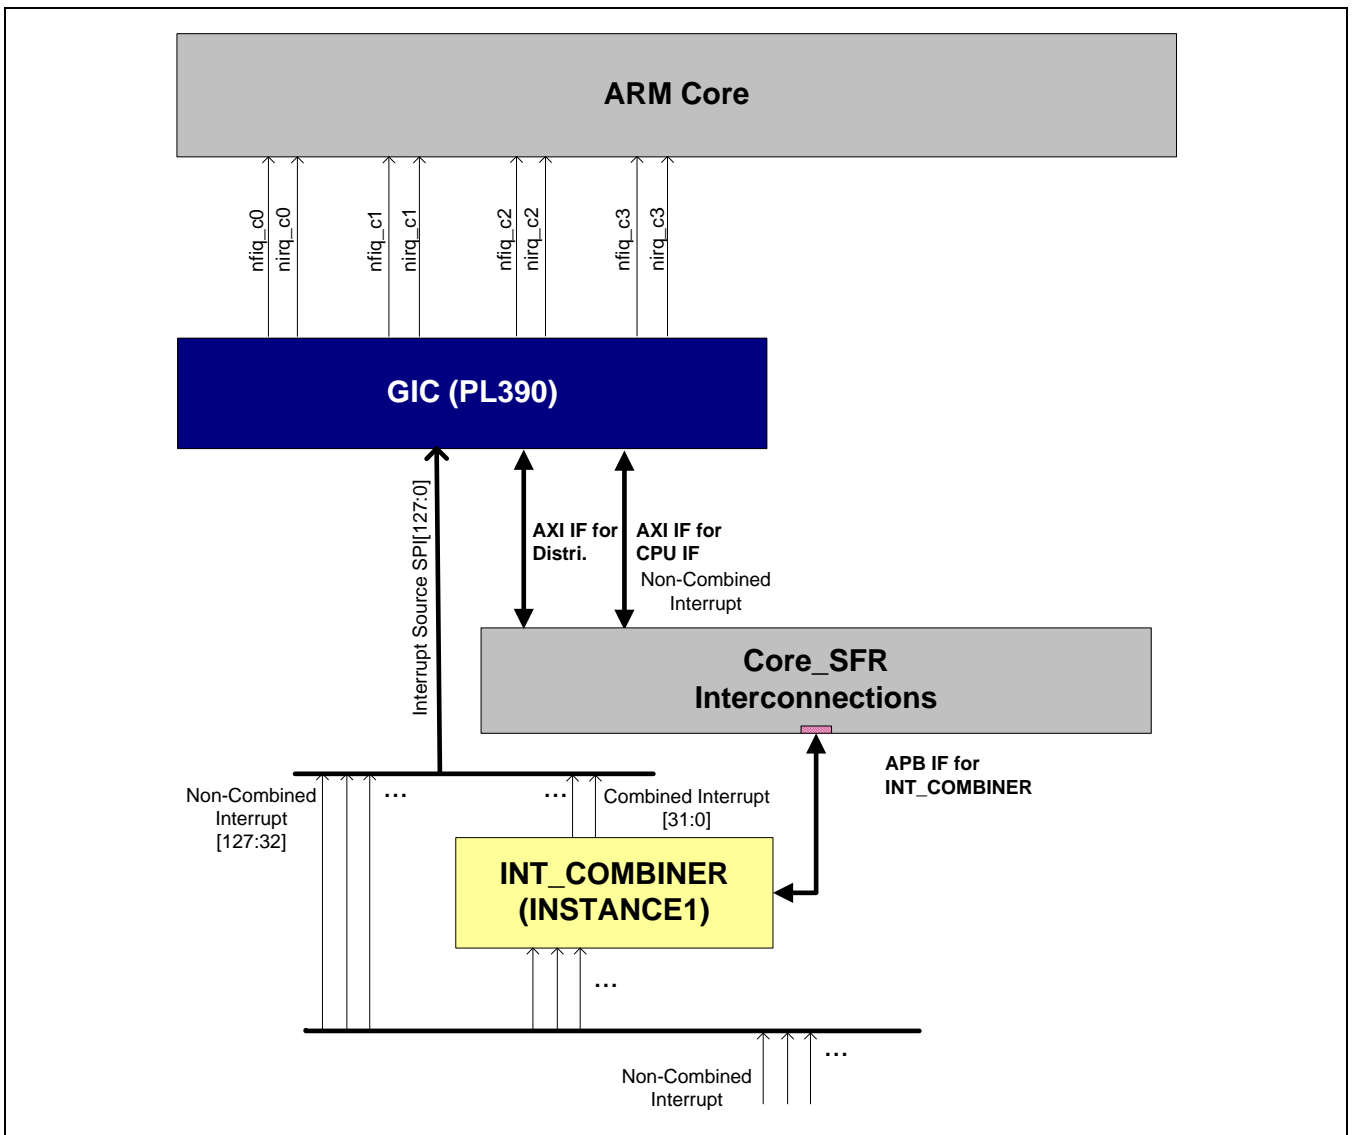 ARM Core
nfiq_c0
nirq_c0
nfiq_c1
nirq_c1
nfiq_c2
nirq_c2
nfiq_c3
nirq_c3
GIC (PL390)
Interrupt Source SPI[127:0]
AXI IF for
Distri.
AXI IF for
CPU IF
Non-Combined
Interrupt
Core_SFR
Interconnections
APB IF for
INT_COMBINER
Non-Combined
Interrupt
[127:32]
...
...
Combined Interrupt
[31:0]
INT_COMBINER
(INSTANCE1)
...
...
Non-Combined
Interrupt